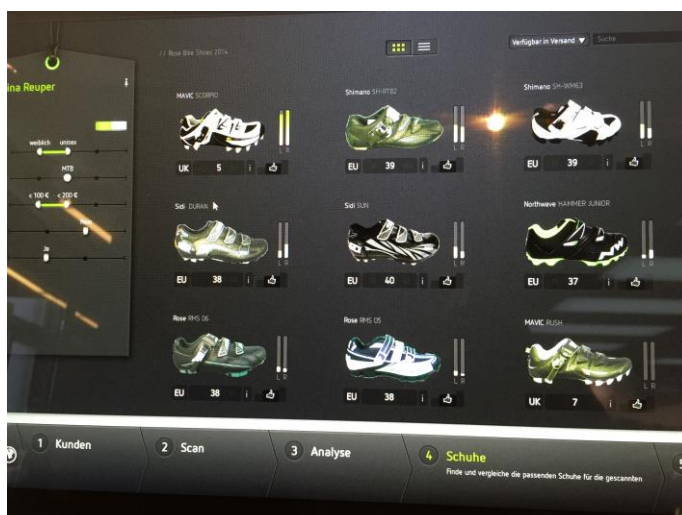 // Rose Bike Shoes 2014
Verfügbar in Versand ▼
Suche
ina Reuper
weiblich unisex
MTB
< 100 € - < 200 €
Ja
MAVIC SCORPIO
UK 5 i
L R
Shimano SH-RT82
EU 39 i
L R
Shimano SH-WM63
EU 39 i
L R
Sidi DURAN
EU 38 i
L R
Sidi SUN
EU 40 i
L R
Northwave HAMMER JUNIOR
EU 37 i
L R
Rose RMS 06
EU 38 i
L R
Rose RMS 05
EU 38 i
L R
MAVIC RUSH
UK 7 i
L R
1 Kunden
2 Scan
3 Analyse
4 Schuhe
Finde und vergleiche die passenden Schuhe für die gescannten
5